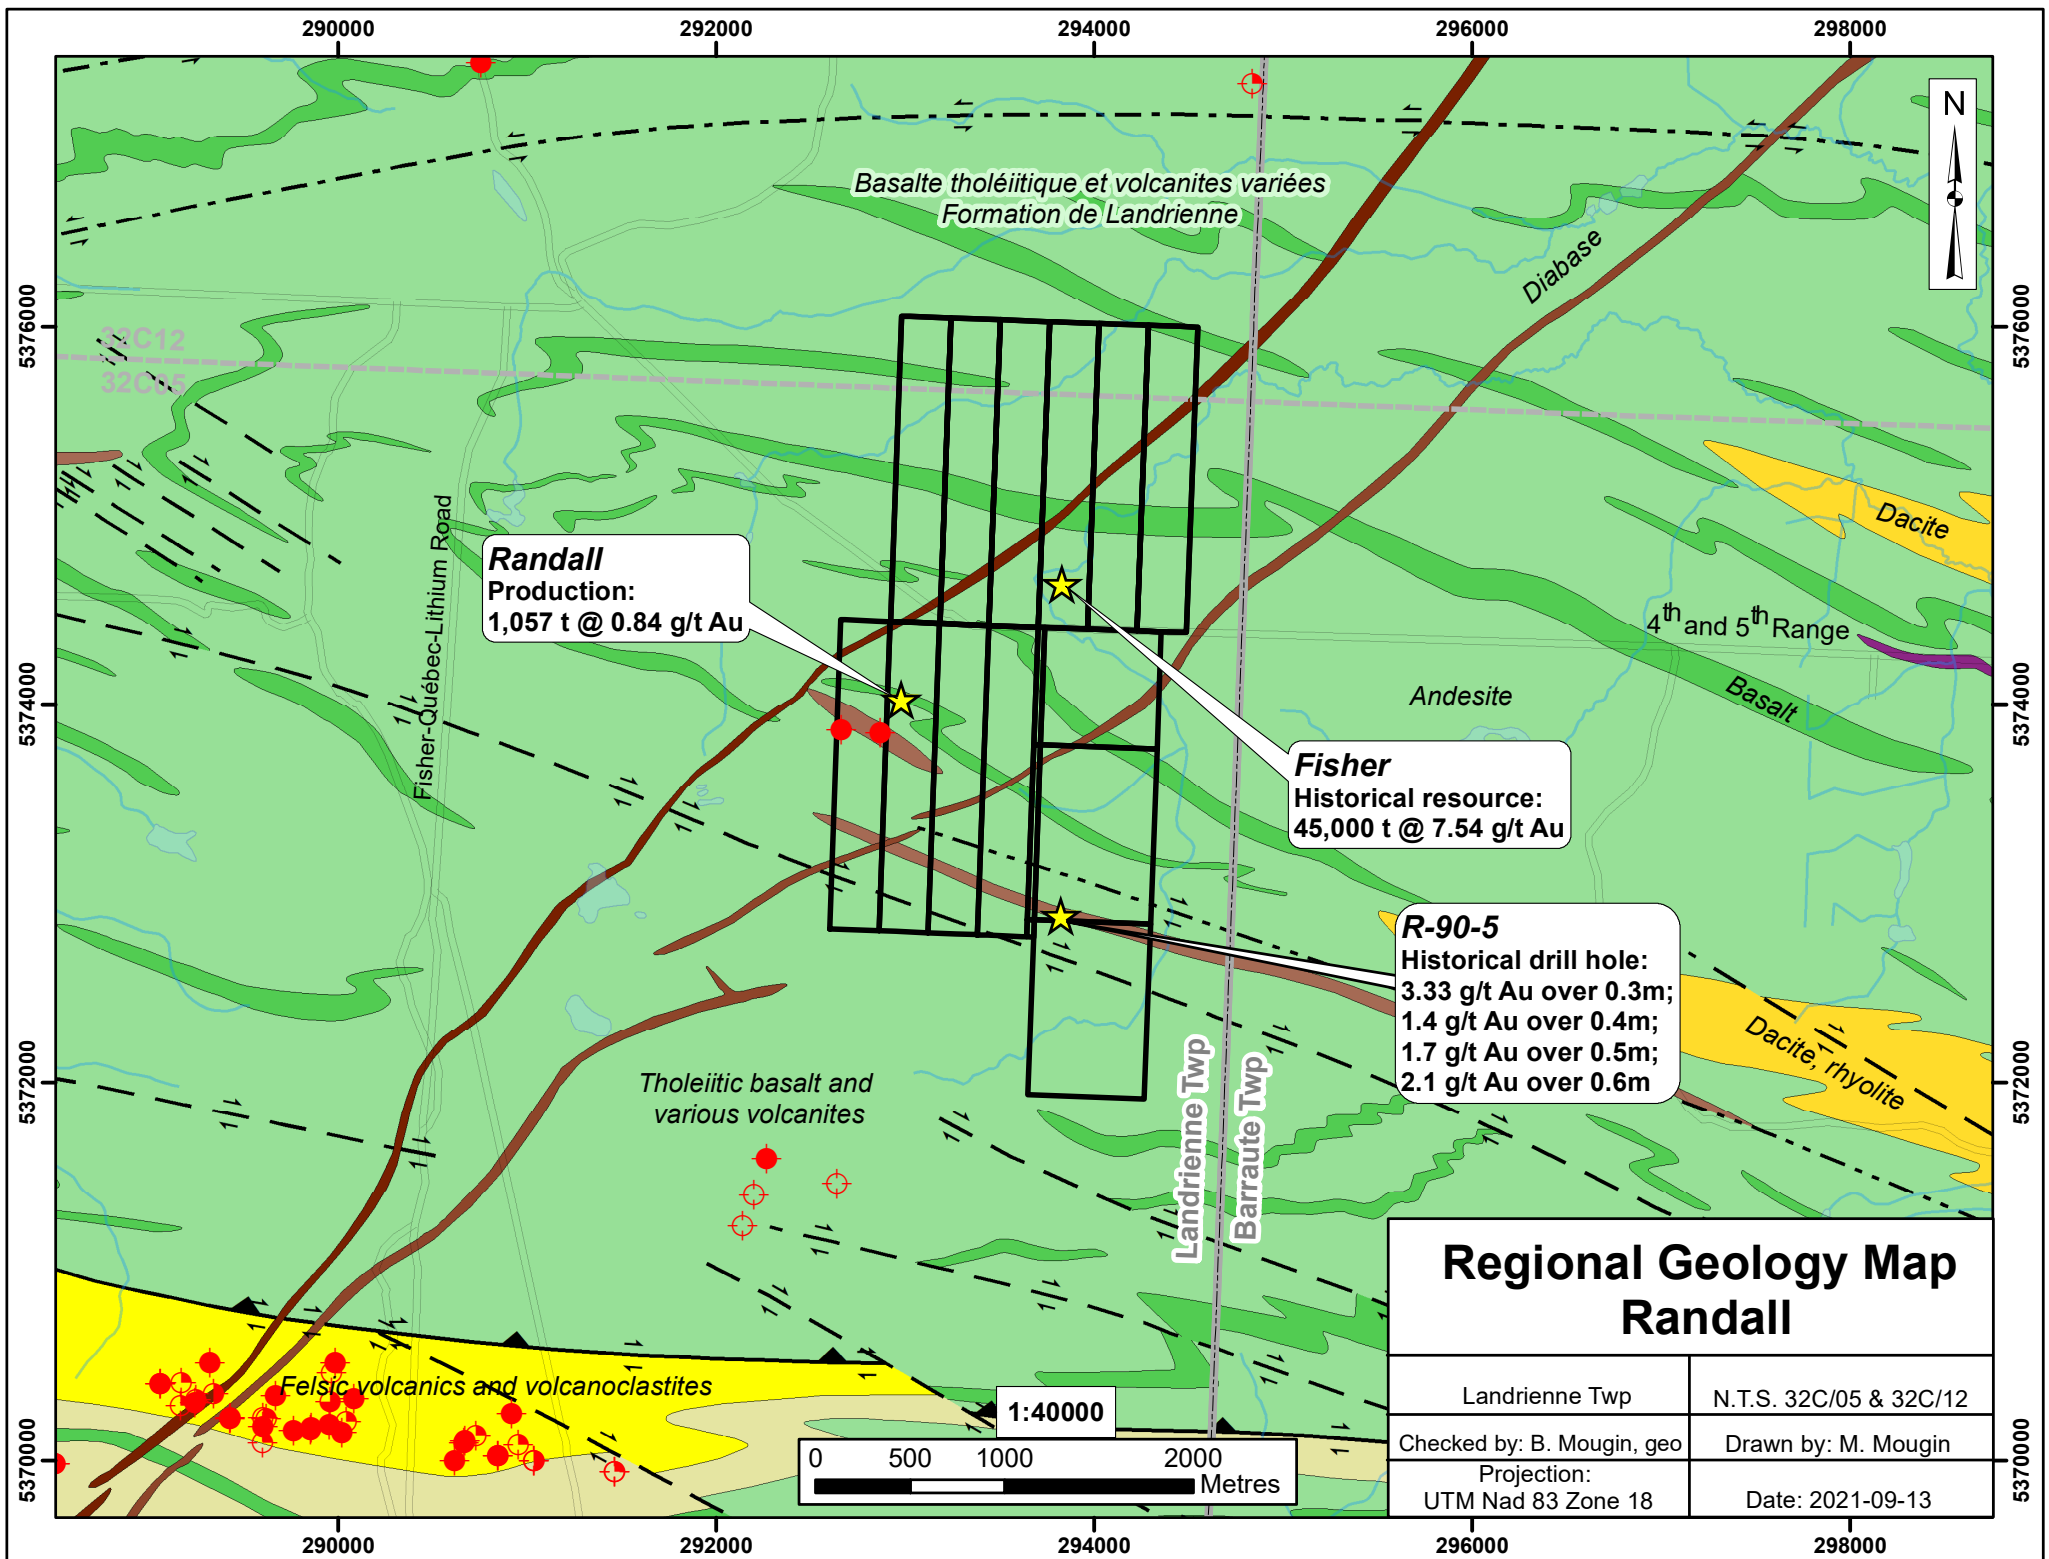 290000
292000
294000
296000
298000
N
Basalte tholéiitique et volcanites variées
Formation de Landrienne
Diabase
5376000
5376000
32C12
32C05
Dacite
Fisher-Québec-Lithium Road
Randall
Production:
1,057 t @ 0.84 g/t Au
4th and 5th Range
5374000
5374000
Andesite
Basalt
Fisher
Historical resource:
45,000 t @ 7.54 g/t Au
R-90-5
Historical drill hole:
3.33 g/t Au over 0.3m;
1.4 g/t Au over 0.4m;
1.7 g/t Au over 0.5m;
2.1 g/t Au over 0.6m
Dacite, rhyolite
5372000
5372000
Tholeiitic basalt and
various volcanites
Landrienne Twp
Barraute Twp
Felsic volcanics and volcanoclastites
1:40000
0 500 1000 2000
Metres
Regional Geology Map
Randall
Landrienne Twp
N.T.S. 32C/05 & 32C/12
Checked by: B. Mougin, geo
Drawn by: M. Mougin
Projection:
UTM Nad 83 Zone 18
Date: 2021-09-13
5370000
5370000
290000
292000
294000
296000
298000